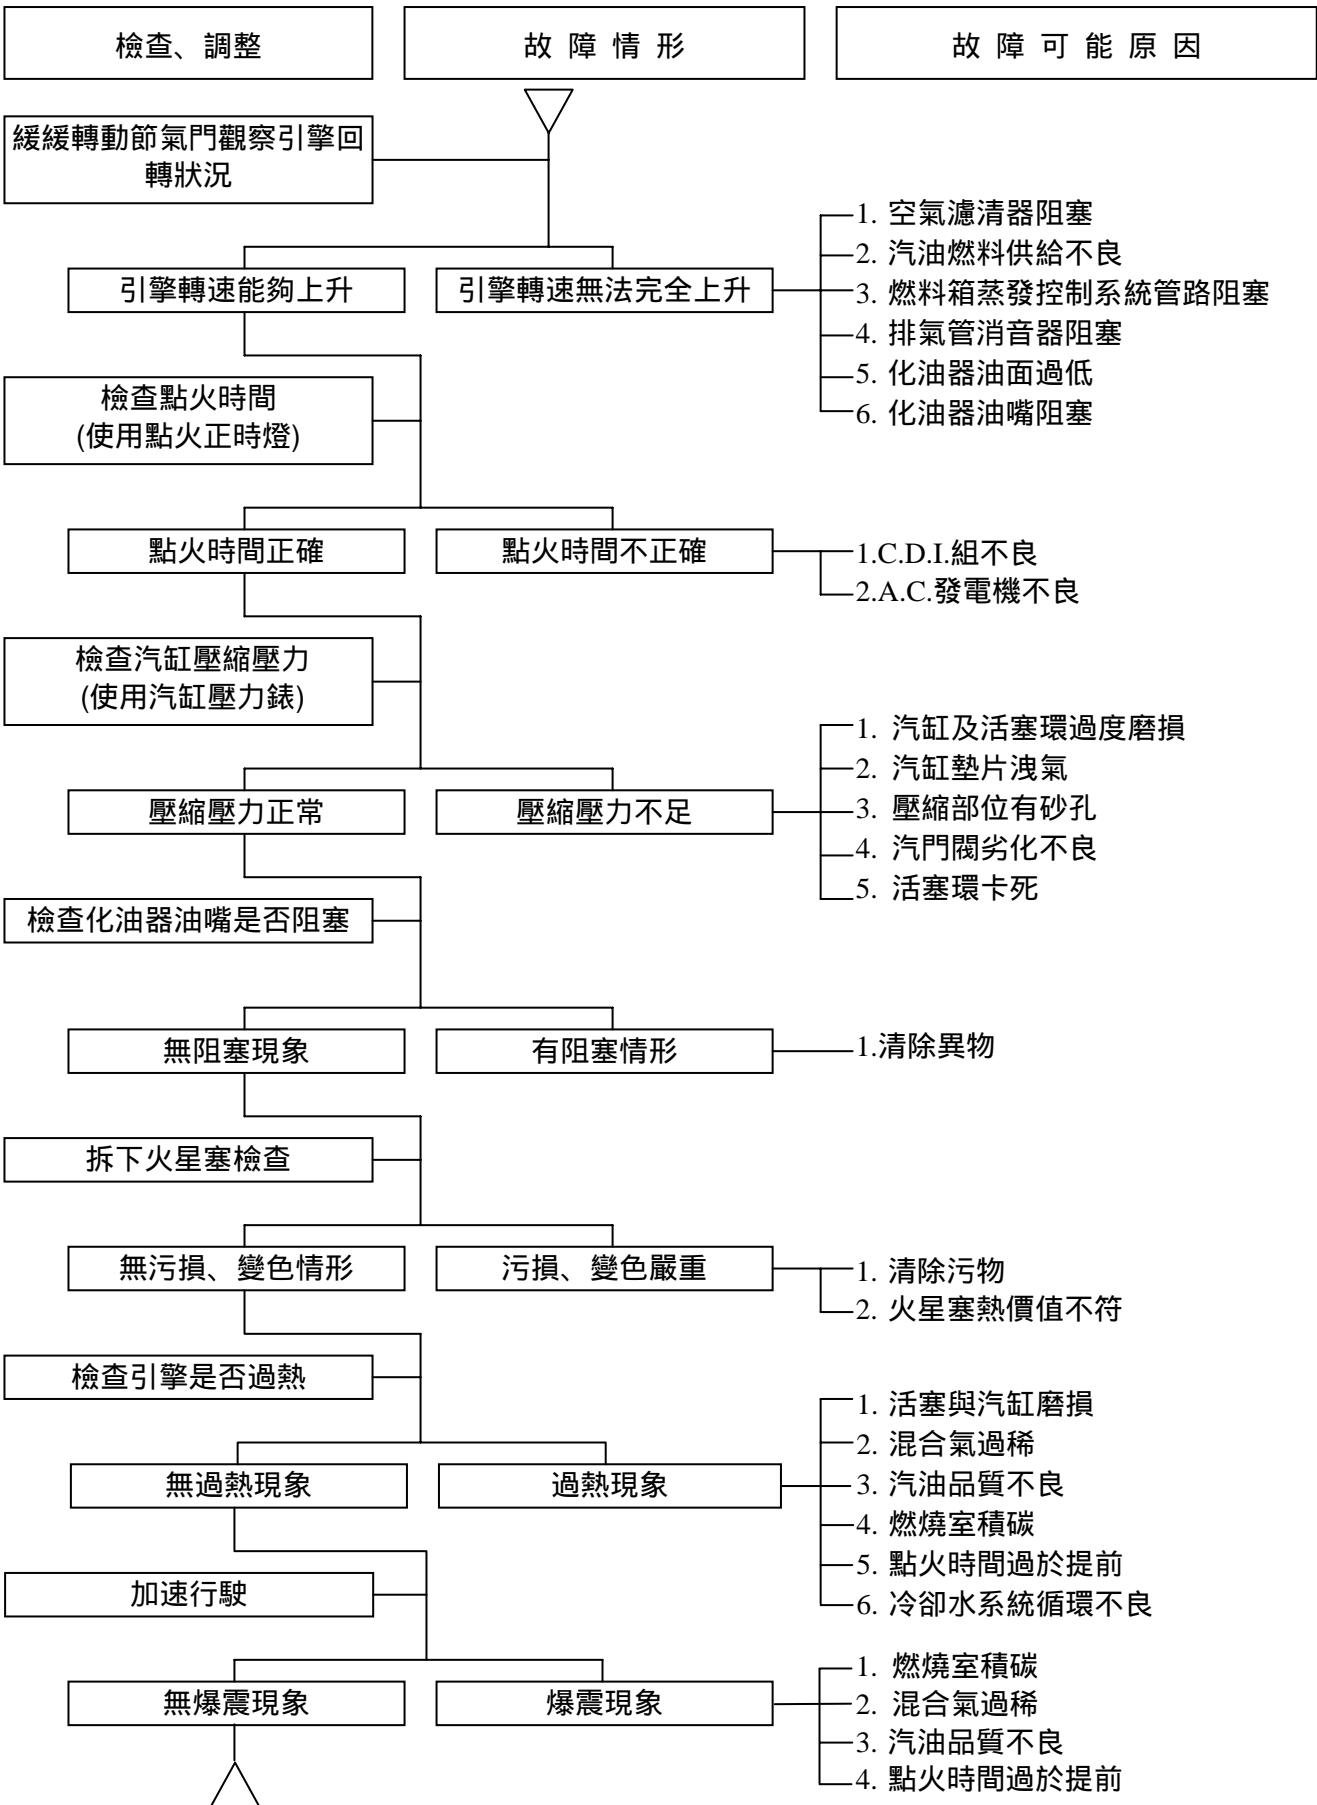 檢查、調整
故障情形
故障可能原因
緩緩轉動節氣門觀察引擎回
轉狀況
引擎轉速能夠上升
引擎轉速無法完全上升
1. 空氣濾清器阻塞
2. 汽油燃料供給不良
3. 燃料箱蒸發控制系統管路阻塞
4. 排氣管消音器阻塞
5. 化油器油面過低
6. 化油器油嘴阻塞
檢查點火時間
(使用點火正時燈)
點火時間正確
點火時間不正確
1.C.D.I.組不良
2.A.C.發電機不良
檢查汽缸壓縮壓力
(使用汽缸壓力錶)
壓縮壓力正常
壓縮壓力不足
1. 汽缸及活塞環過度磨損
2. 汽缸墊片洩氣
3. 壓縮部位有砂孔
4. 汽門閥劣化不良
5. 活塞環卡死
檢查化油器油嘴是否阻塞
無阻塞現象
有阻塞情形
1.清除異物
拆下火星塞檢查
無污損、變色情形
污損、變色嚴重
1. 清除污物
2. 火星塞熱價值不符
檢查引擎是否過熱
無過熱現象
過熱現象
1. 活塞與汽缸磨損
2. 混合氣過稀
3. 汽油品質不良
4. 燃燒室積碳
5. 點火時間過於提前
6. 冷卻水系統循環不良
加速行駛
無爆震現象
爆震現象
1. 燃燒室積碳
2. 混合氣過稀
3. 汽油品質不良
4. 點火時間過於提前